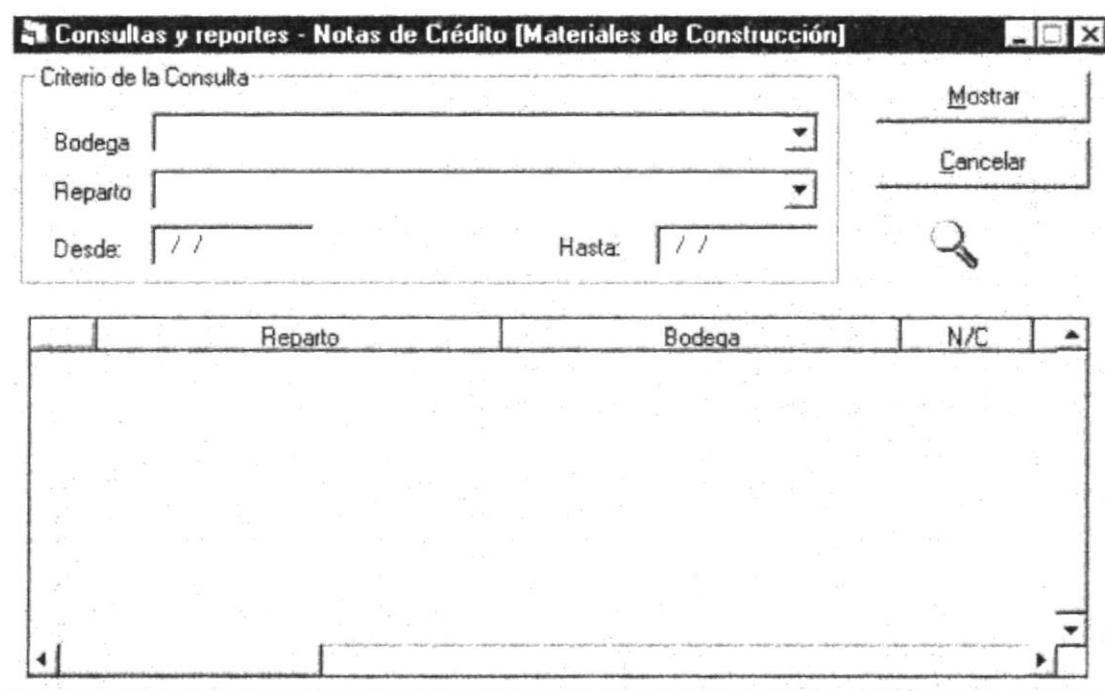 Consultas y reportes - Notas de Crédito [Materiales de Construcción]
Criterio de la Consulta
Mostrar
Bodega
Cancelar
Reparto
Desde: / / Hasta: / /
Reparto Bodega N/C